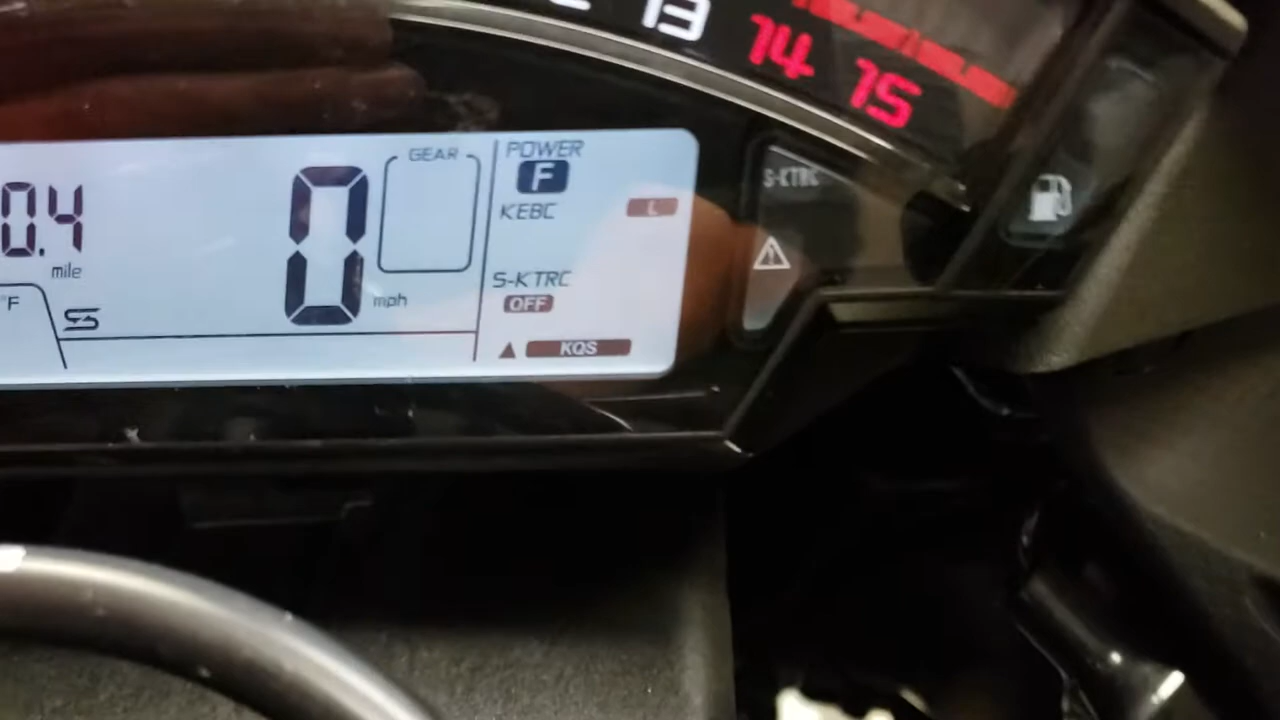 13
14
15
GEAR
POWER
F
S-KTRC
0.4
0
KEBC
L
mile
°F
mph
S-KTRC
OFF
KQS